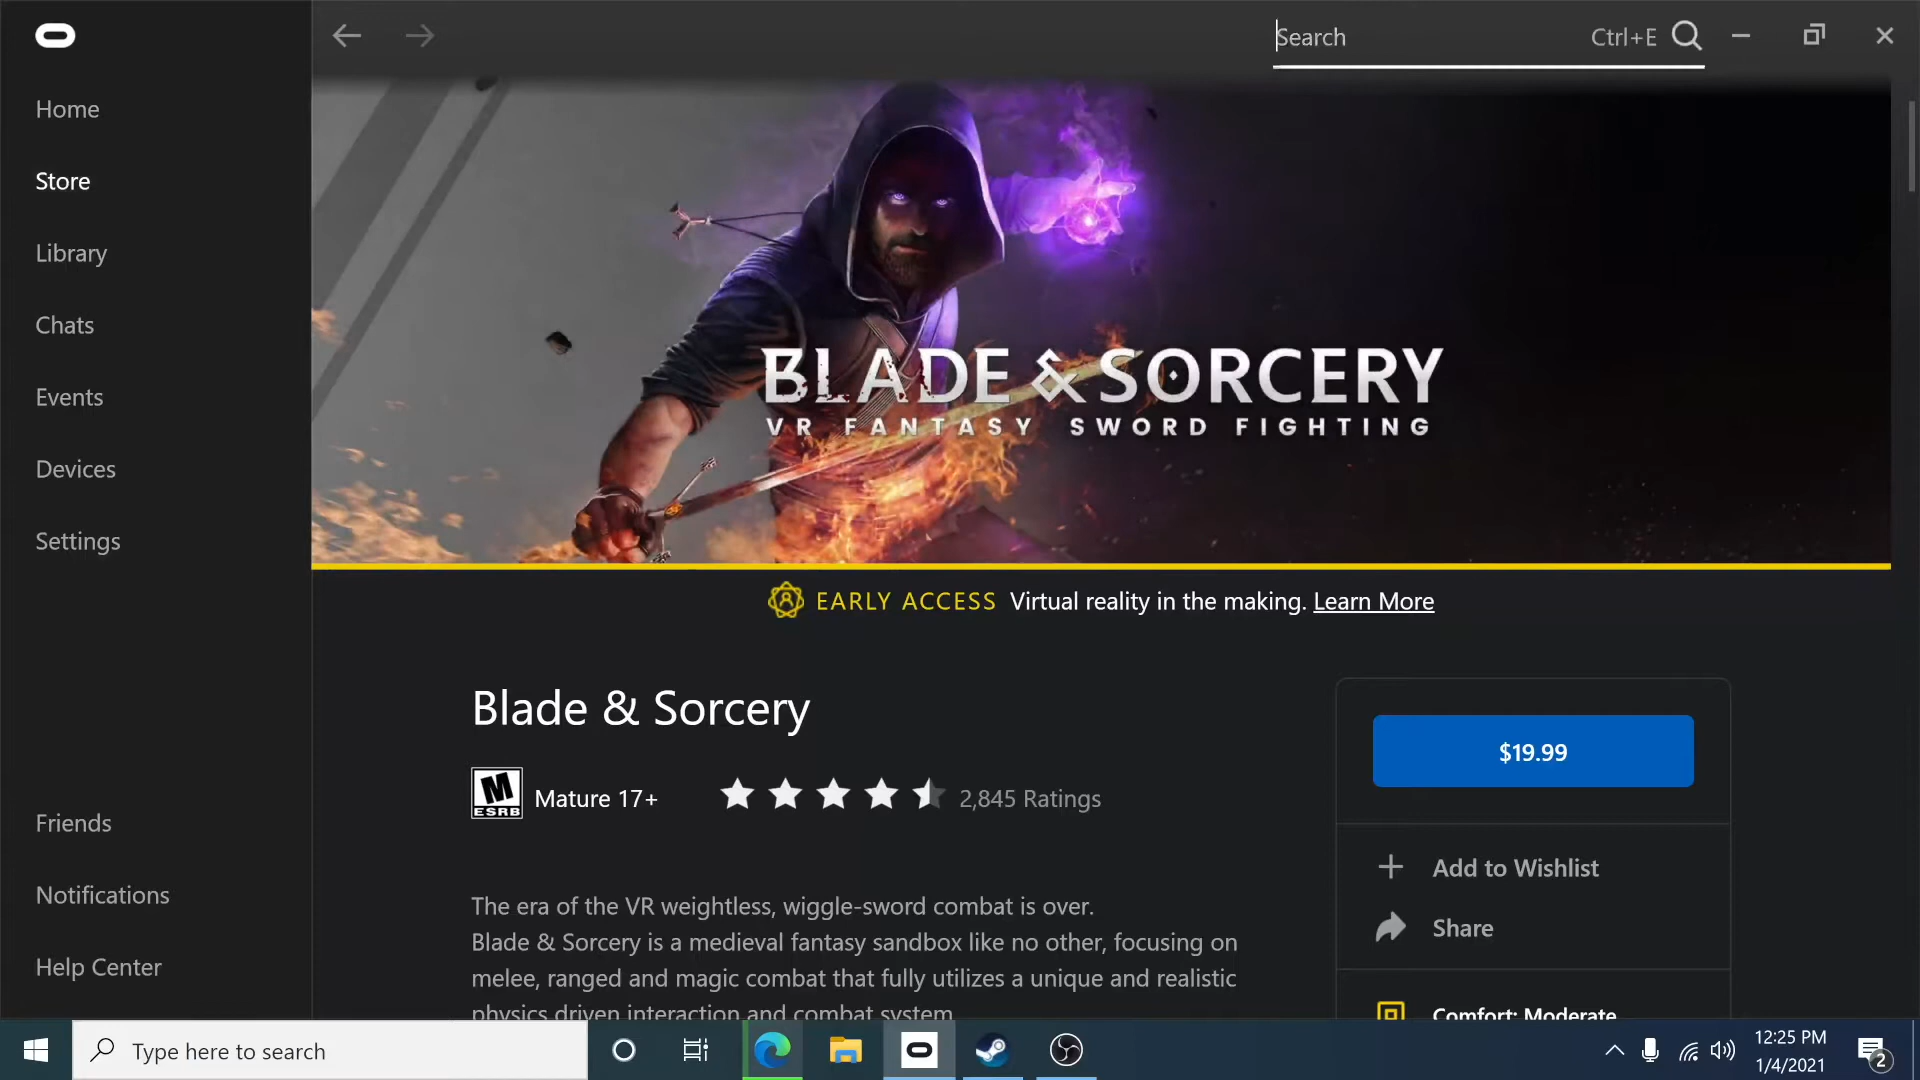 Search Ctrl+E
Home
Store
Library
Chats
Events
Devices
Settings
Friends
Notifications
Help Center
BLADE & SORCERY
VR FANTASY SWORD FIGHTING
EARLY ACCESS Virtual reality in the making. Learn More
Blade & Sorcery
M
ESRB
Mature 17+ 2,845 Ratings
The era of the VR weightless, wiggle-sword combat is over.
Blade & Sorcery is a medieval fantasy sandbox like no other, focusing on
melee, ranged and magic combat that fully utilizes a unique and realistic
physics driven interaction and combat system.
$19.99
Add to Wishlist
Share
Comfort: Moderate
Type here to search
12:25 PM
1/4/2021
2